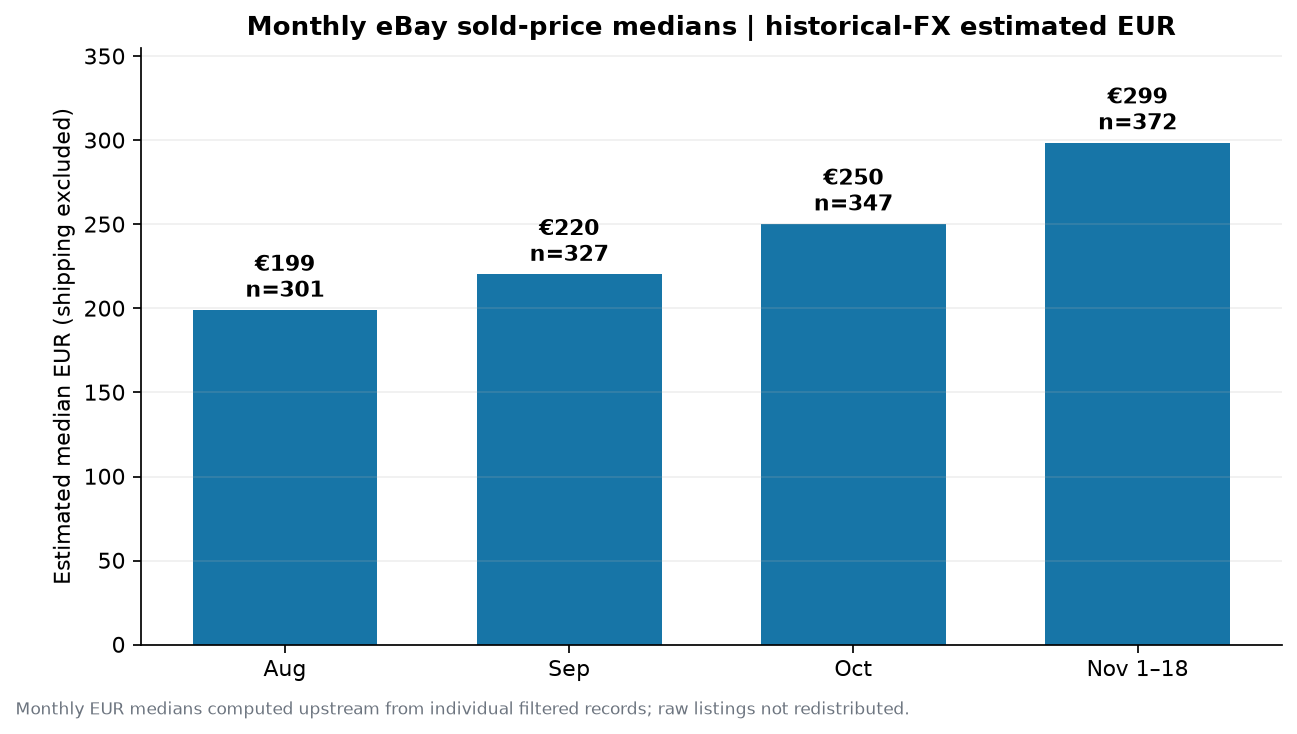 Monthly eBay sold-price medians | historical-FX estimated EUR
Estimated median EUR (shipping excluded)
350
300
250
200
150
100
50
0
€199
n=301
€220
n=327
€250
n=347
€299
n=372
Aug
Sep
Oct
Nov 1–18
Monthly EUR medians computed upstream from individual filtered records; raw listings not redistributed.